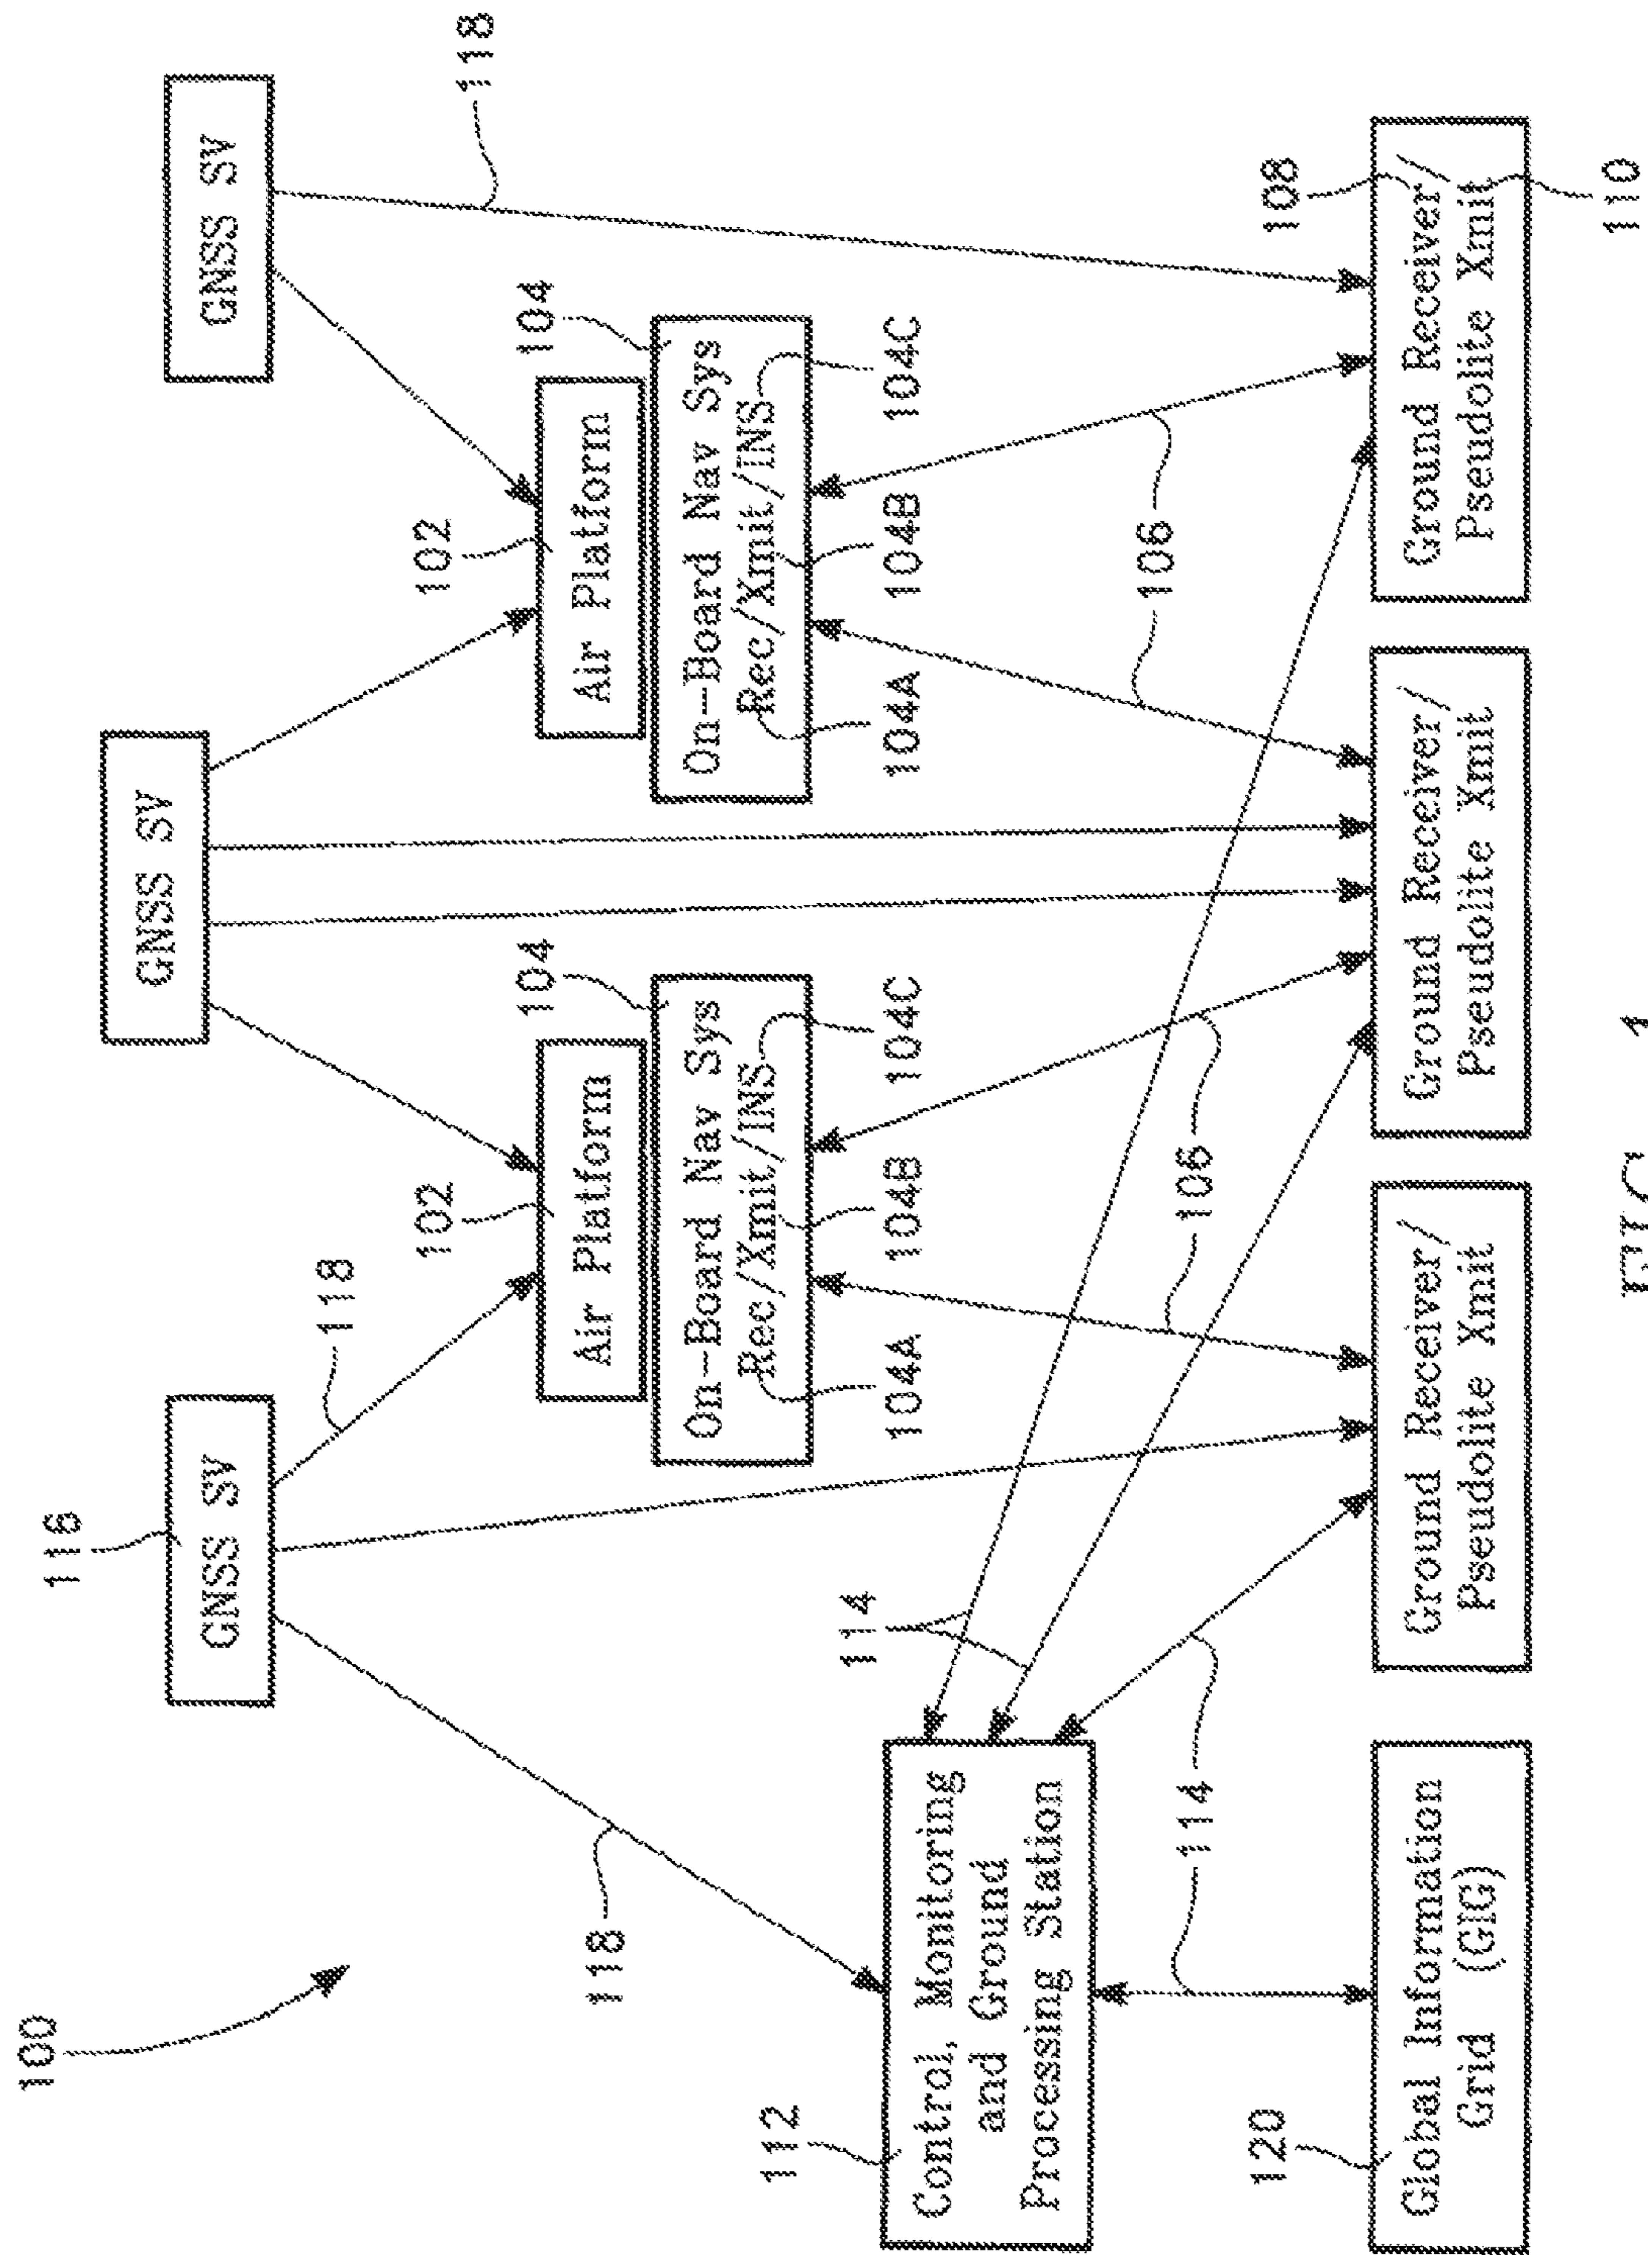 100
116
GNSS SV
GNSS SV
GNSS SV
118
118
118
102
Air Platform
104
On-Board Nav Sys
Rec/Xmit/INS
104A
104B
104C
102
Air Platform
104
On-Board Nav Sys
Rec/Xmit/INS
104A
104B
104C
112
Control, Monitoring
and Ground
Processing Station
114
114
106
106
106
120
Global Information
Grid (GIG)
Ground Receiver/
Pseudolite Xmit
Ground Receiver/
Pseudolite Xmit
108
Ground Receiver/
Pseudolite Xmit
110